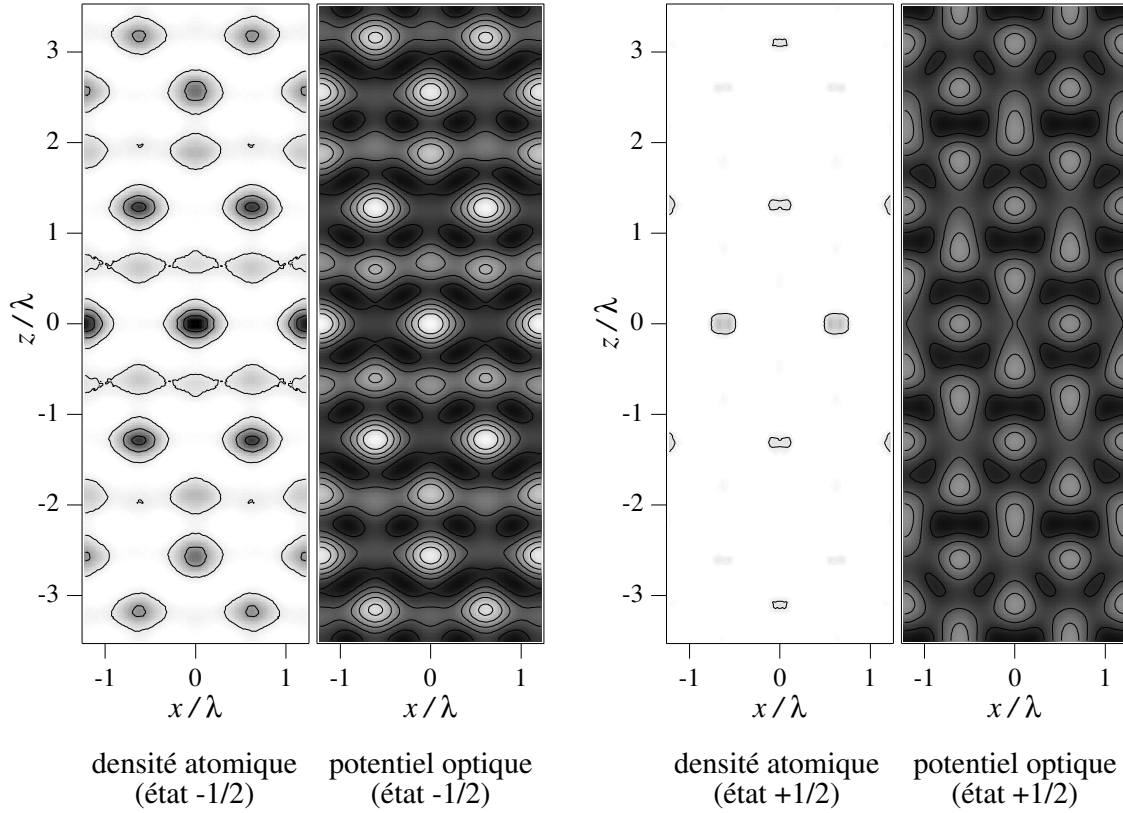 3
2
1
0
-1
-2
-3
z / λ
-1 0 1
x / λ
-1 0 1
x / λ
densité atomique
(état -1/2)
potentiel optique
(état -1/2)
3
2
1
0
-1
-2
-3
z / λ
-1 0 1
x / λ
-1 0 1
x / λ
densité atomique
(état +1/2)
potentiel optique
(état +1/2)